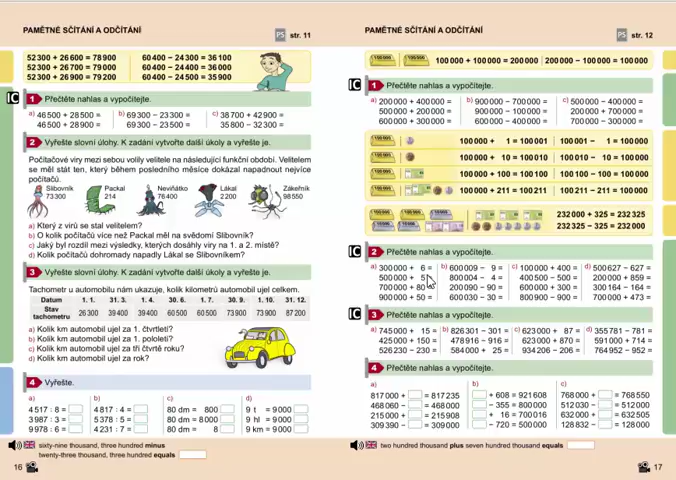 PAMĚTNÉ SČÍTÁNÍ A ODČÍTÁNÍ
PS str. 11
52 300 + 26 600 = 78 900 60 400 − 24 300 = 36 100
52 300 + 26 700 = 79 000 60 400 − 24 400 = 36 000
52 300 + 26 900 = 79 200 60 400 − 24 500 = 35 900
1 Přečtěte nahlas a vypočítejte.
a) 46 500 + 28 500 = b) 69 300 − 23 300 = c) 38 700 + 42 900 =
46 500 + 28 900 = 69 300 − 23 500 = 35 800 − 32 300 =
2 Vyřešte slovní úlohy. K zadání vytvořte další úkoly a vyřešte je.
Počítačové viry mezi sebou volily velitele na následující funkční období. Velitelem
se měl stát ten, který během posledního měsíce dokázal napadnout nejvíce
počítačů.
Slibovník Packal Neviňátko Lákal Zákeřník
73 300 214 76 400 2 200 98 550
a) Který z virů se stal velitelem?
b) O kolik počítačů více než Packal měl na svědomí Slibovník?
c) Jaký byl rozdíl mezi výsledky, kterých dosáhly viry na 1. a 2. místě?
d) Kolik počítačů dohromady napadly Lákal se Slibovníkem?
3 Vyřešte slovní úlohy. K zadání vytvořte další úkoly a vyřešte je.
Tachometr u automobilu nám ukazuje, kolik kilometrů automobil ujel celkem.
Datum 1. 1. 31. 3. 1. 4. 30. 6. 1. 7. 30. 9. 1. 10. 31. 12.
Stav tachometru 26 300 39 400 39 400 60 500 60 500 73 900 73 900 87 200
a) Kolik km automobil ujel za 1. čtvrtletí?
b) Kolik km automobil ujel za 1. pololetí?
c) Kolik km automobil ujel za tři čtvrtě roku?
d) Kolik km automobil ujel za rok?
4 Vyřešte.
a) b) c) d)
4 517 : 8 = 4 817 : 4 = 80 dm = 800 9 t = 9 000
3 987 : 3 = 5 378 : 5 = 80 dm = 8 000 9 hl = 9 000
9 978 : 6 = 4 231 : 7 = 80 dm = 8 9 km = 9 000
sixty-nine thousand, three hundred minus
twenty-three thousand, three hundred equals
16
PAMĚTNÉ SČÍTÁNÍ A ODČÍTÁNÍ
PS str. 12
100 000 100 000 100 000 + 100 000 = 200 000 200 000 − 100 000 = 100 000
1 Přečtěte nahlas a vypočítejte.
a) 200 000 + 400 000 = b) 900 000 − 700 000 = c) 500 000 − 400 000 =
500 000 + 200 000 = 900 000 − 100 000 = 200 000 + 400 000 =
600 000 + 300 000 = 600 000 − 200 000 = 700 000 − 300 000 =
100 000 100 000 + 1 = 100 001 100 001 − 1 = 100 000
100 000 100 000 + 10 = 100 010 100 010 − 10 = 100 000
100 000 100 000 + 100 = 100 100 100 100 − 100 = 100 000
100 000 100 000 + 211 = 100 211 100 211 − 211 = 100 000
232 000 + 325 = 232 325
232 325 − 325 = 232 000
2 Přečtěte nahlas a vypočítejte.
a) 300 000 + 6 = b) 600 009 − 9 = c) 100 000 + 400 = d) 500 627 − 627 =
500 000 + 5 800 004 − 4 = 400 500 − 500 = 200 000 + 859 =
700 000 + 80 200 090 − 90 = 600 000 + 300 = 300 164 − 164 =
900 000 + 50 = 600 030 − 30 = 800 900 − 900 = 700 000 + 473 =
3 Přečtěte nahlas a vypočítejte.
a) 745 000 + 15 = b) 826 301 − 301 = c) 623 000 + 87 = d) 355 781 − 781 =
425 000 + 150 = 478 916 − 916 = 623 000 + 870 = 591 000 + 714 =
526 230 − 230 = 584 000 + 25 = 934 206 − 206 = 764 952 − 952 =
4 Přečtěte nahlas a vypočítejte.
a) b) c)
817 000 + = 817 235 + 608 = 921 608 768 000 + = 768 550
468 060 − = 468 000 − 355 = 800 000 512 030 − = 512 000
215 000 + = 215 908 + 16 = 700 016 632 000 + = 632 505
309 390 − = 309 000 − 720 = 500 000 128 832 − = 128 000
two hundred thousand plus seven hundred thousand equals
17